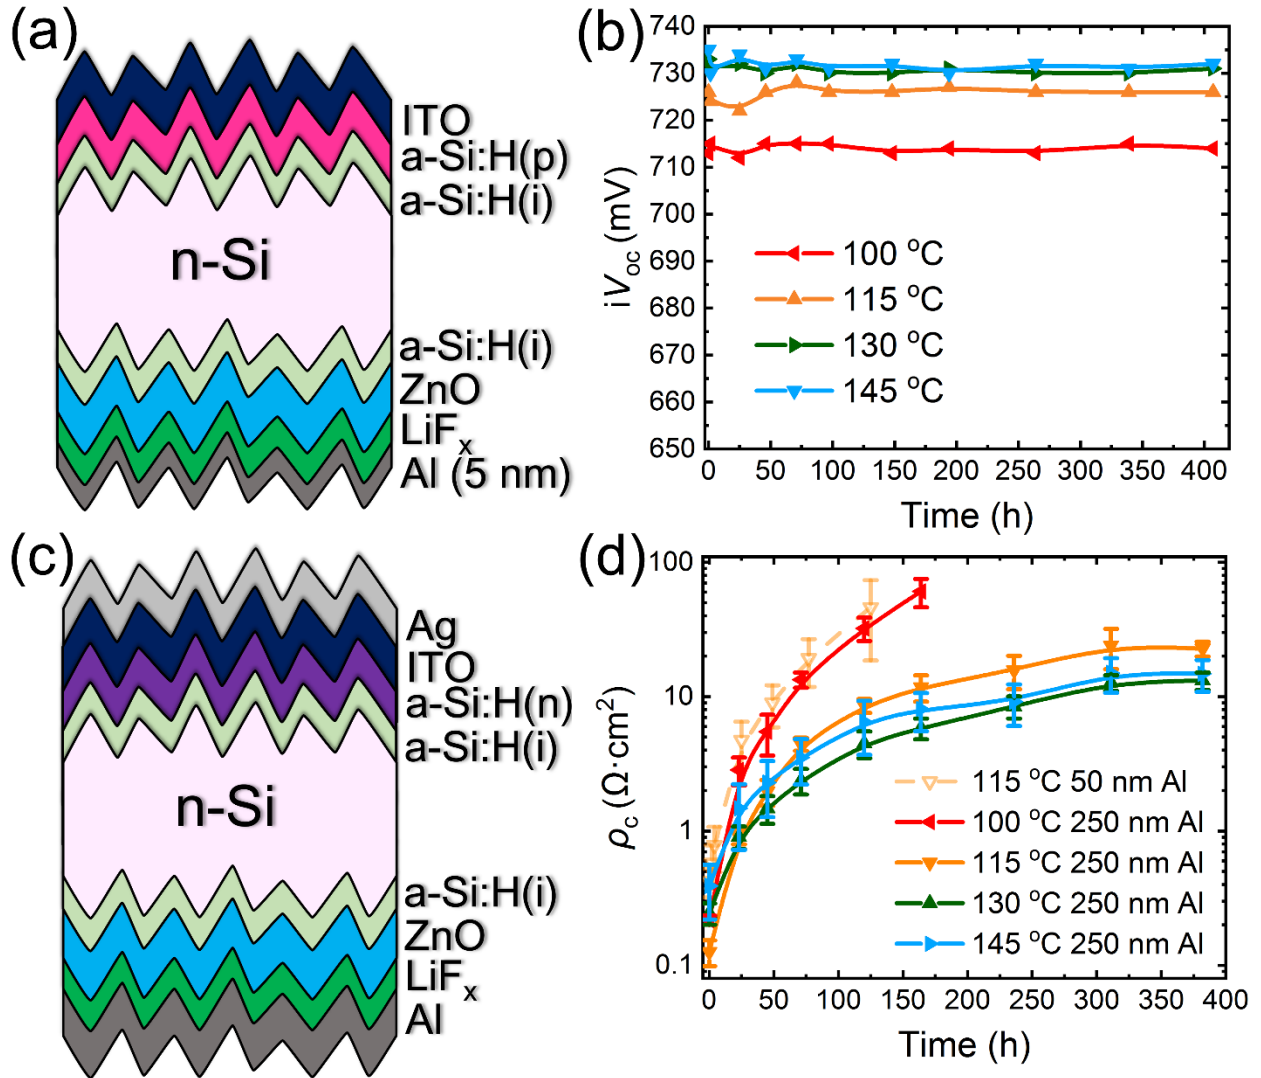 (a)
ITO
a-Si:H(p)
a-Si:H(i)
n-Si
a-Si:H(i)
ZnO
LiFₓ
Al (5 nm)
(b)
740
730
720
710
700
690
680
670
660
650
iVoc (mV)
100 °C
115 °C
130 °C
145 °C
0 50 100 150 200 250 300 350 400
Time (h)
(c)
Ag
ITO
a-Si:H(n)
a-Si:H(i)
n-Si
a-Si:H(i)
ZnO
LiFₓ
Al
(d)
100
10
1
0.1
ρc (Ω·cm²)
115 °C 50 nm Al
100 °C 250 nm Al
115 °C 250 nm Al
130 °C 250 nm Al
145 °C 250 nm Al
0 50 100 150 200 250 300 350 400
Time (h)